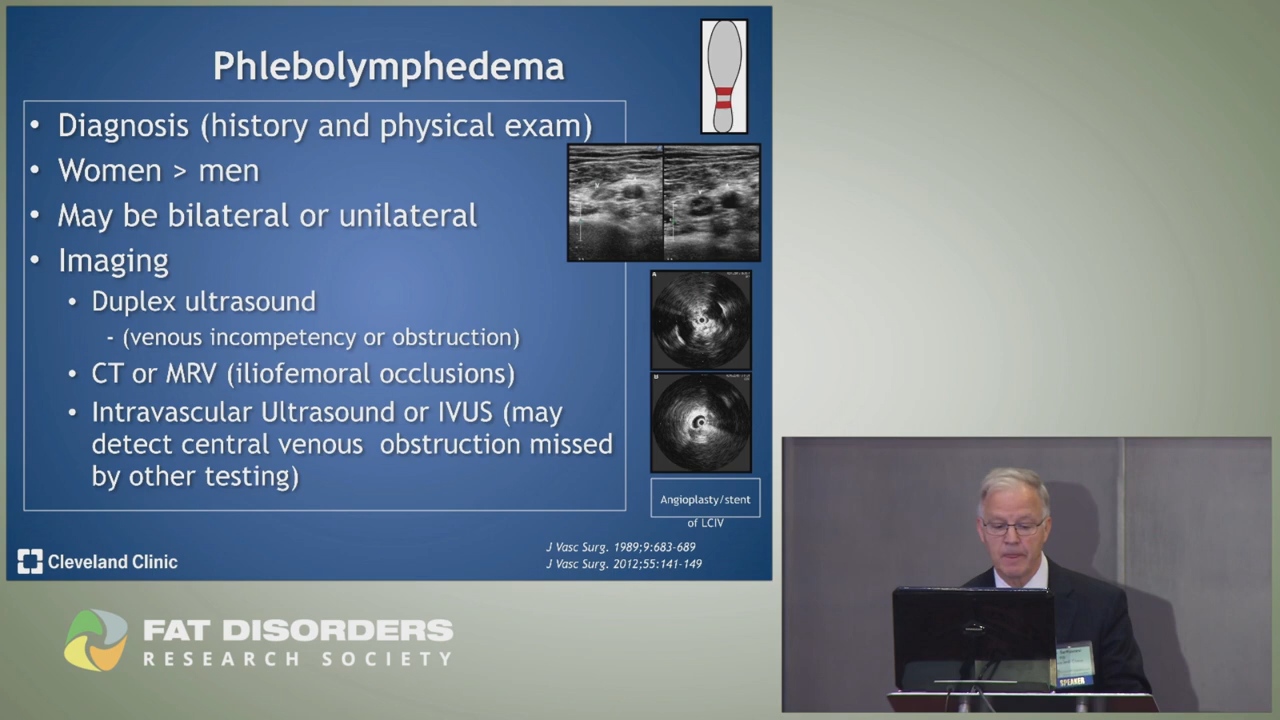 Phlebolymphedema
• Diagnosis (history and physical exam)
• Women > men
• May be bilateral or unilateral
• Imaging
• Duplex ultrasound
- (venous incompetency or obstruction)
• CT or MRV (iliofemoral occlusions)
• Intravascular Ultrasound or IVUS (may
detect central venous obstruction missed
by other testing)
Angioplasty/stent
of LCIV
J Vasc Surg. 1989;9:683-689
J Vasc Surg. 2012;55:141-149
Cleveland Clinic
FAT DISORDERS
RESEARCH SOCIETY
SPEAKER